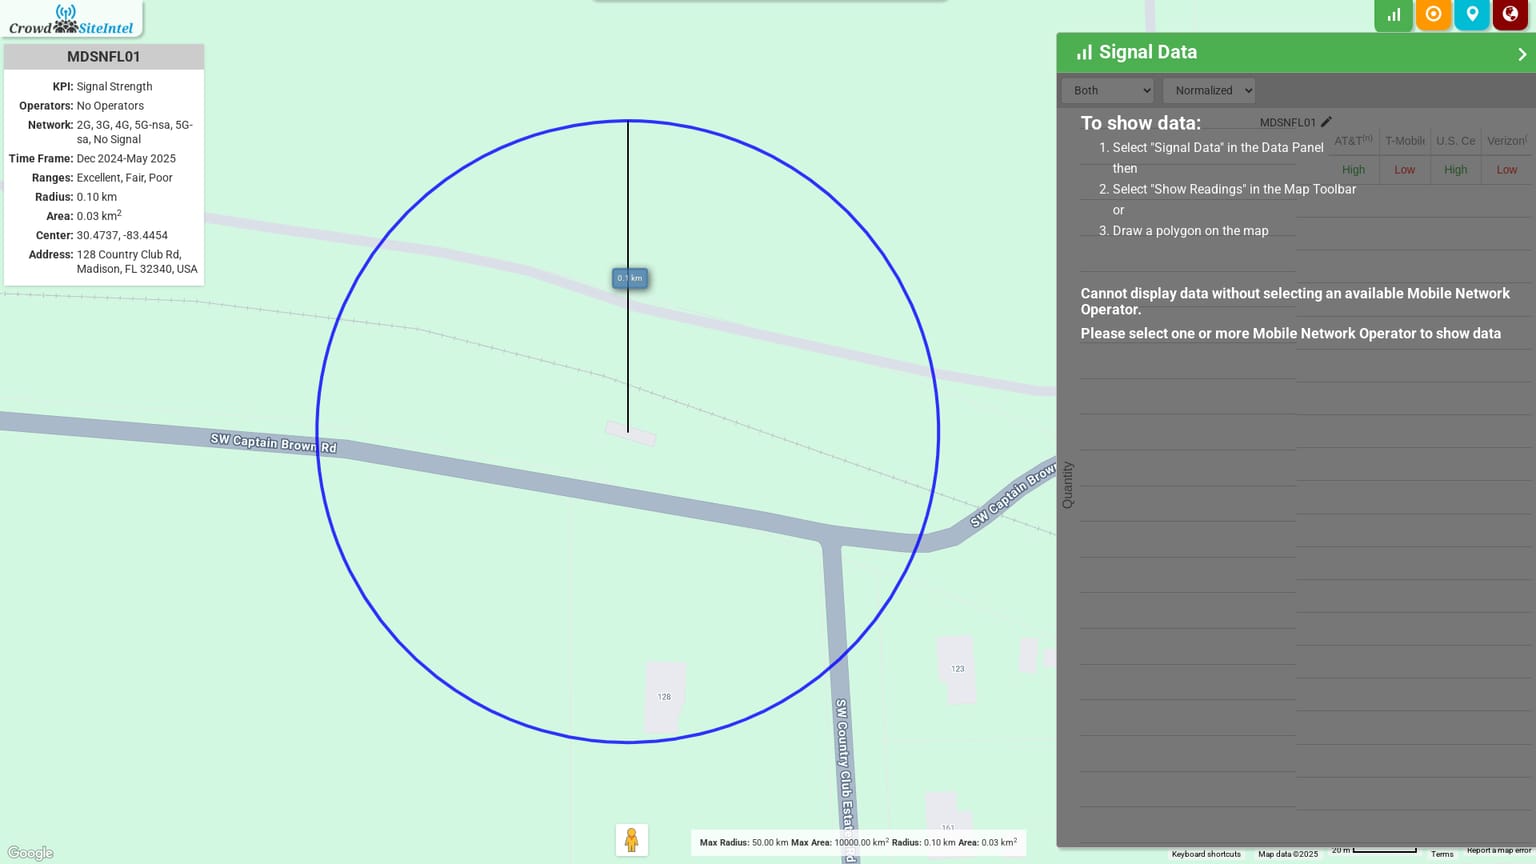 Crowd SiteIntel
MDSNFL01
KPI: Signal Strength
Operators: No Operators
Network: 2G, 3G, 4G, 5G-nsa, 5G-
sa, No Signal
Time Frame: Dec 2024-May 2025
Ranges: Excellent, Fair, Poor
Radius: 0.10 km
Area: 0.03 km2
Center: 30.4737, -83.4454
Address: 128 Country Club Rd,
Madison, FL 32340, USA
0.1 km
SW Captain Brown Rd
SW Captain Brown
128
123
SW Country Club Estates Rd
161
Google
Max Radius: 50.00 km Max Area: 10000.00 km2 Radius: 0.10 km Area: 0.03 km2
Signal Data
Both
Normalized
To show data:
MDSNFL01
1. Select "Signal Data" in the Data Panel
then
2. Select "Show Readings" in the Map Toolbar
or
3. Draw a polygon on the map
AT&T(n) T-Mobile U.S. Ce Verizon(
High Low High Low
Cannot display data without selecting an available Mobile Network
Operator.
Please select one or more Mobile Network Operator to show data
Quantity
Keyboard shortcuts Map data ©2025 20 m Terms Report a map error